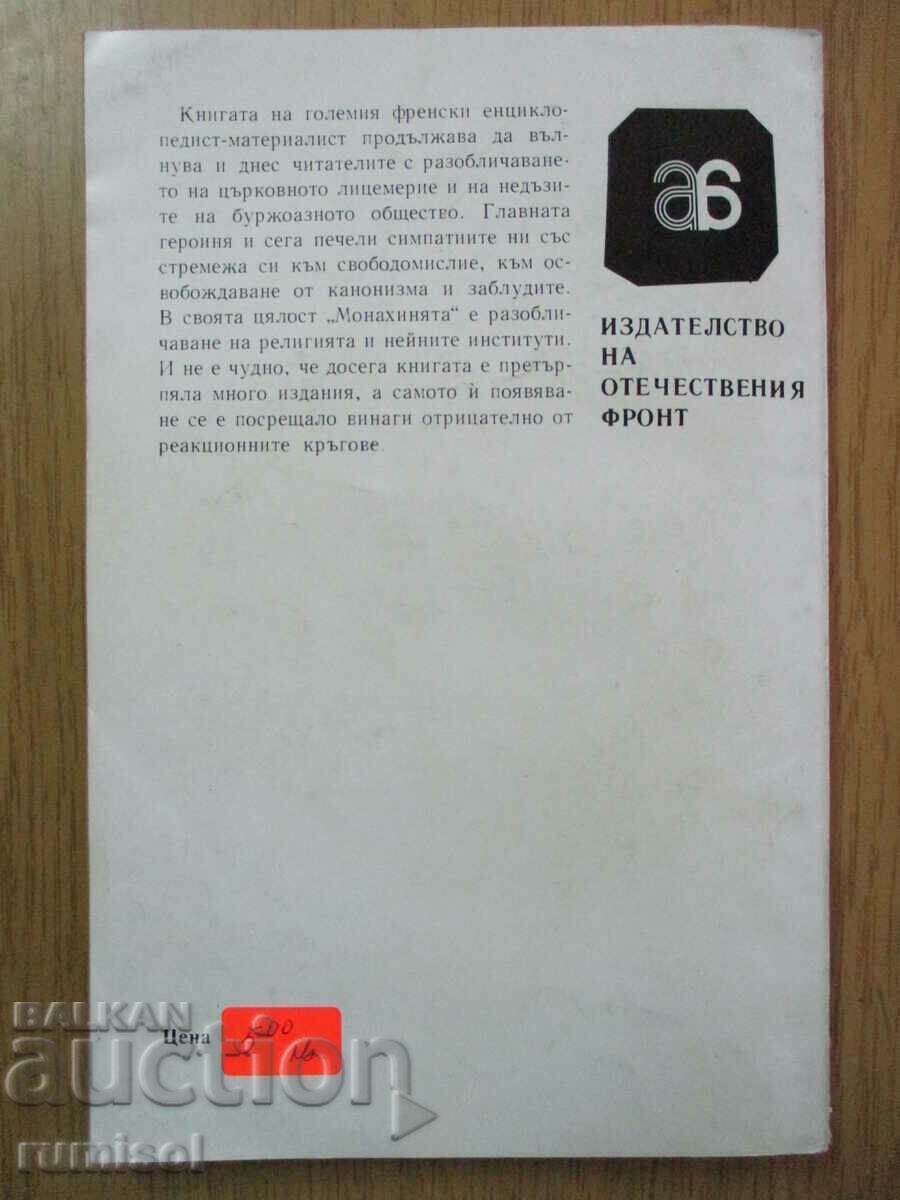 Книгата на големия френски енцикло-
педист-материалист продължава да въл-
нува и днес читателите с разобличаване-
то на църковното лицемерие и на недъзи-
те на буржоазното общество. Главната
героиня и сега печели симпатиите ни със
стремежа си към свободомислие, към ос-
вобождаване от канонизма и заблудите.
В своята цялост „Монахинята“ е разобли-
чаване на религията и нейните институти.
И не е чудно, че досега книгата е претър-
пяла много издания, а самото ѝ появява-
не се е посрещало винаги отрицателно от
реакционните кръгове.
аб
ИЗДАТЕЛСТВО
НА
ОТЕЧЕСТВЕНИЯ
ФРОНТ
Цена
BALKAN
auction
rumisol